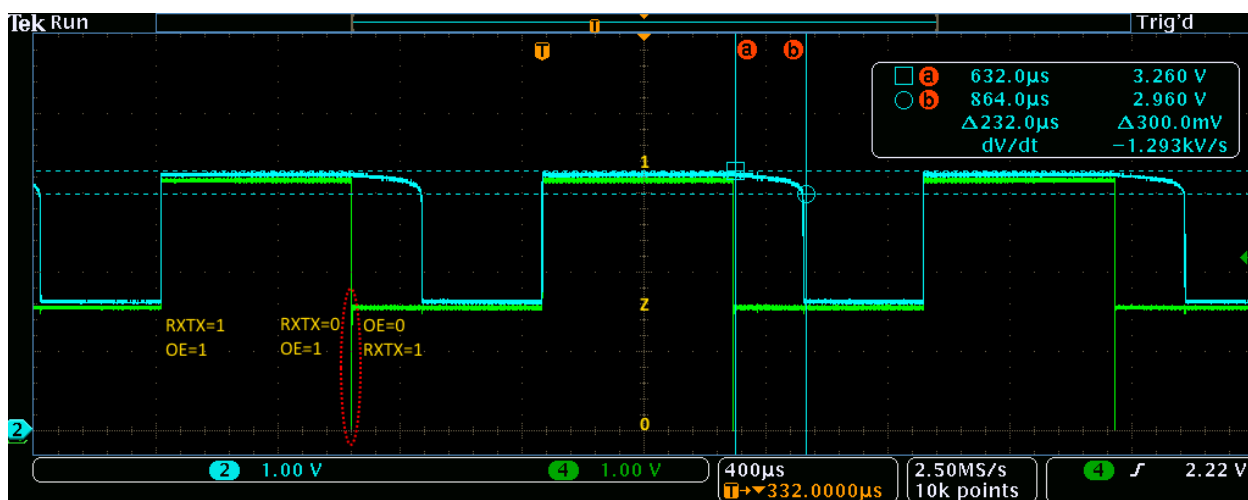 Tek Run Trig'd
T
T a b
a 632.0µs 3.260 V
b 864.0µs 2.960 V
Δ232.0µs Δ300.0mV
dV/dt −1.293kV/s
1
Z
RXTX=1 RXTX=0 OE=0
OE=1 OE=1 RXTX=1
0
2
2 1.00 V 4 1.00 V 400µs 2.50MS/s 4 2.22 V
T→▼332.0000µs 10k points